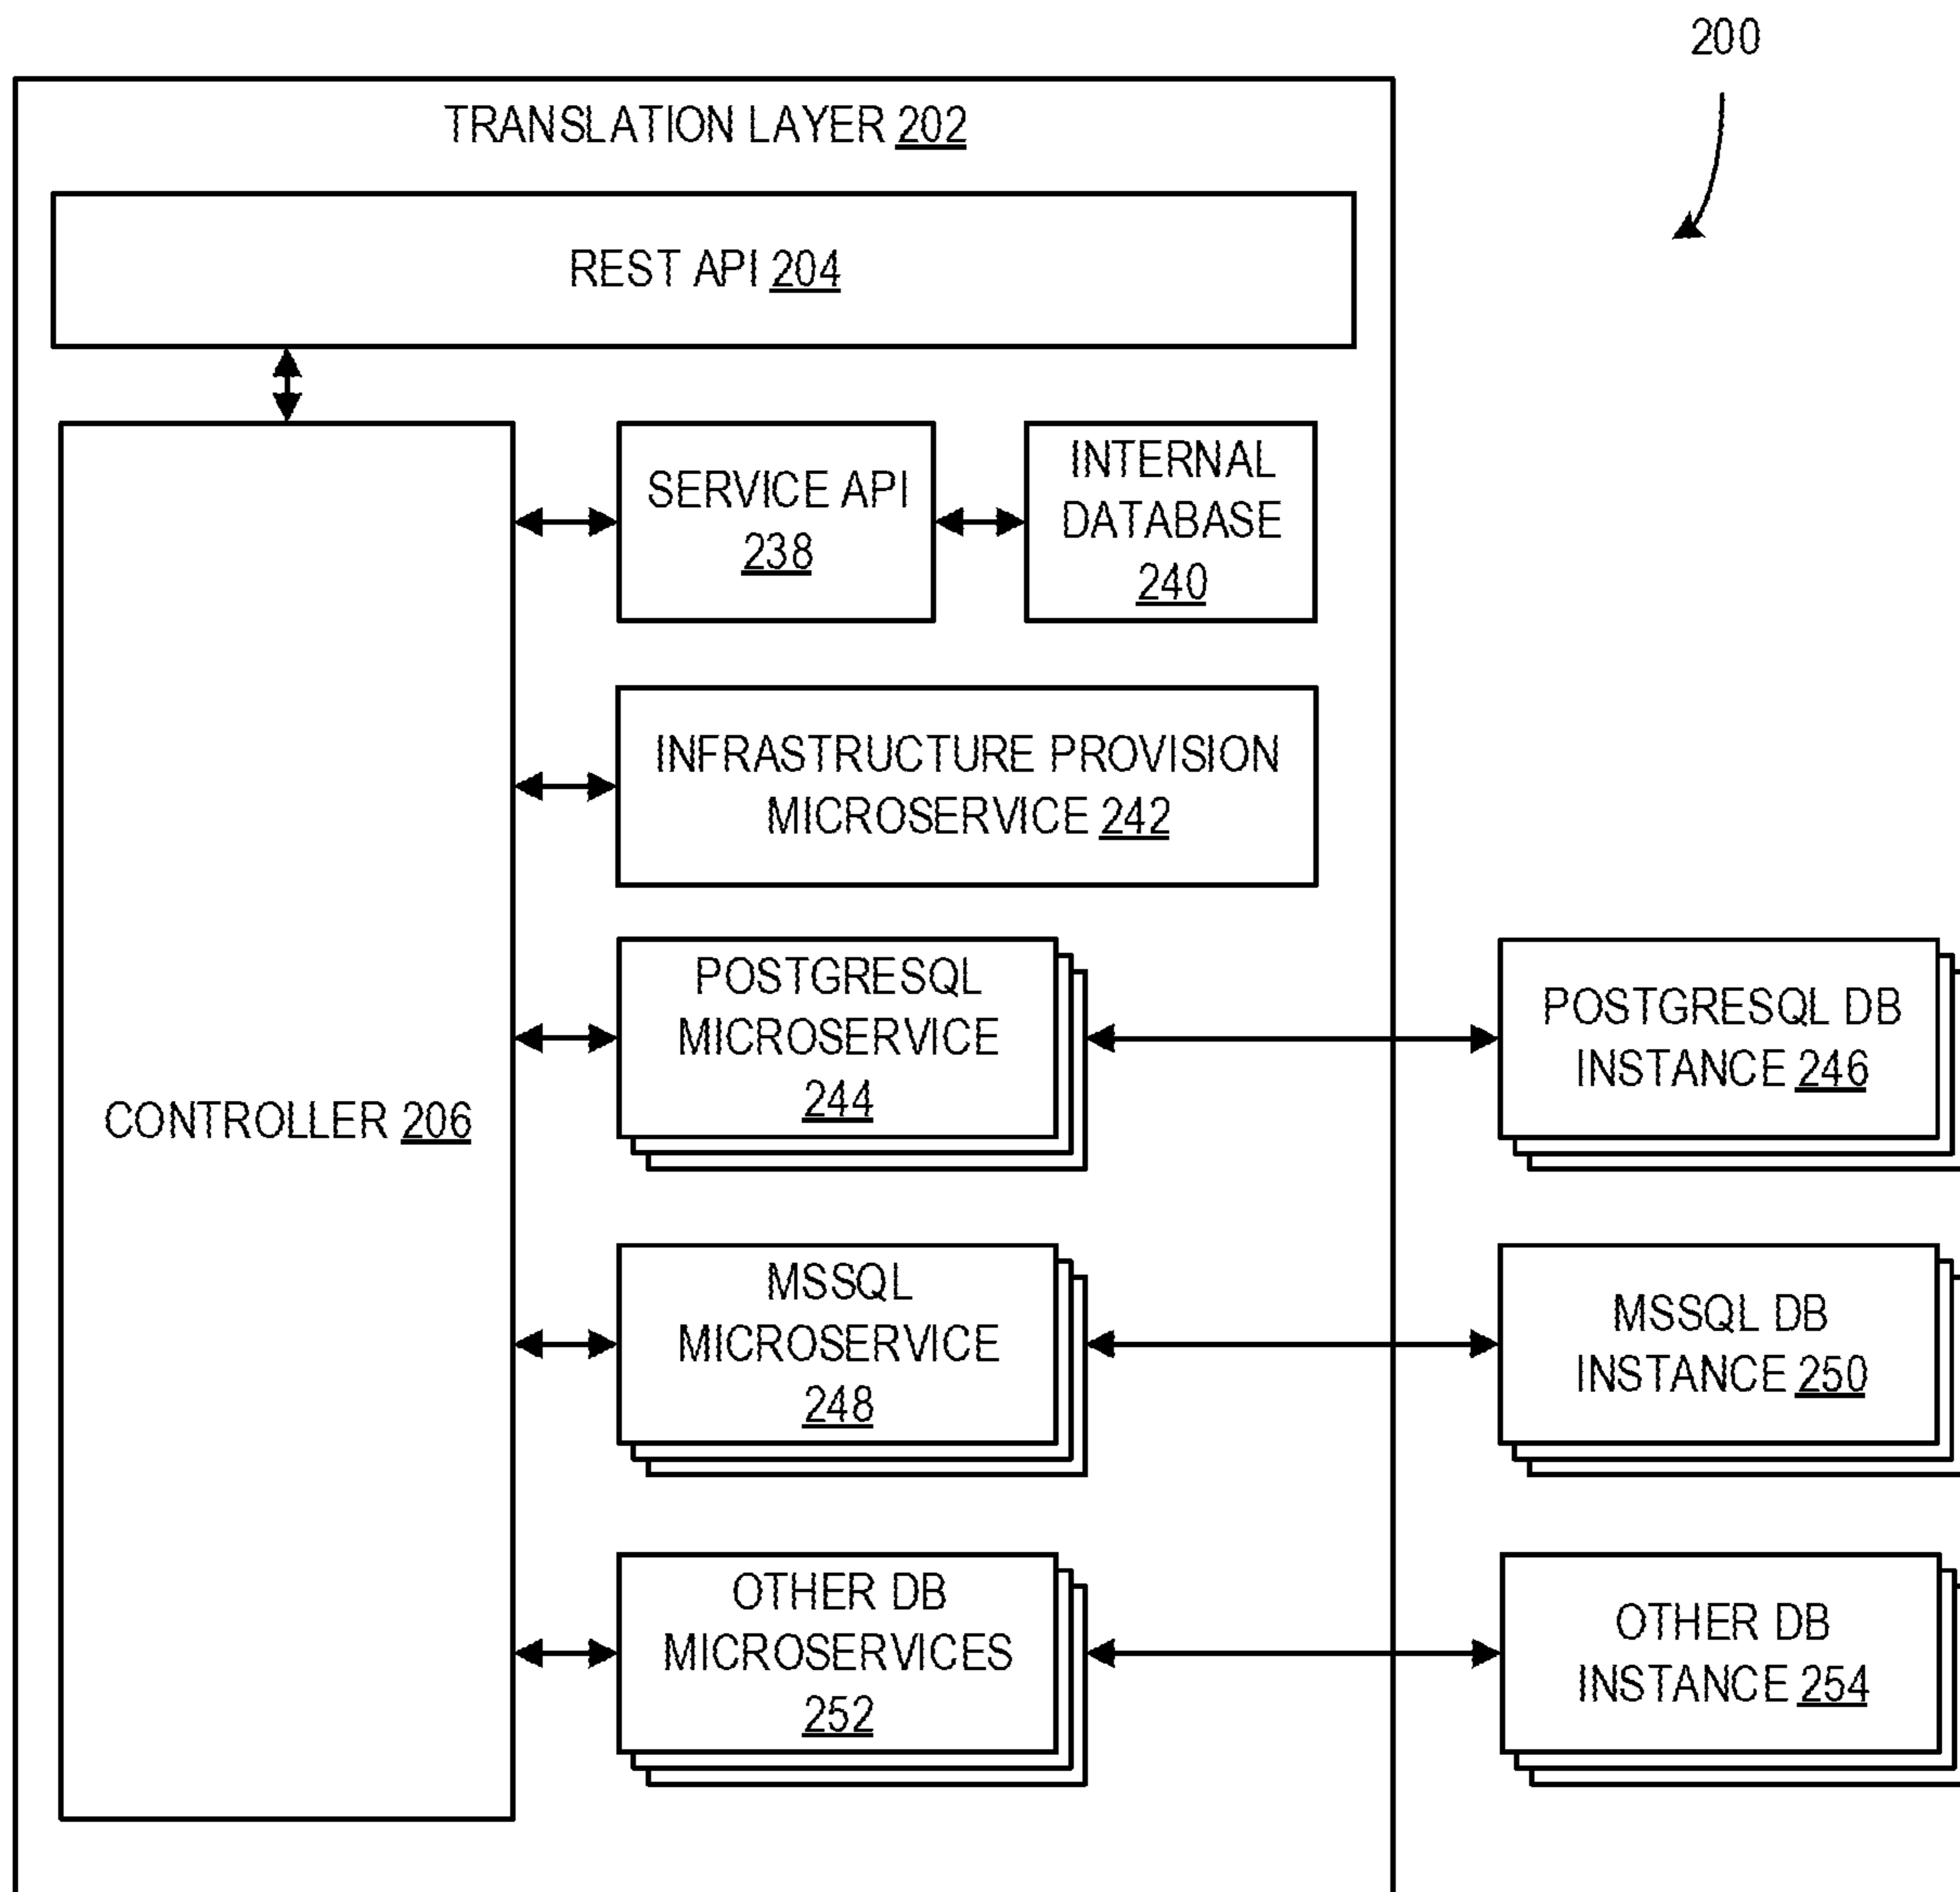 200
TRANSLATION LAYER 202
REST API 204
SERVICE API
238
INTERNAL
DATABASE
240
INFRASTRUCTURE PROVISION
MICROSERVICE 242
CONTROLLER 206
POSTGRESQL
MICROSERVICE
244
POSTGRESQL DB
INSTANCE 246
MSSQL
MICROSERVICE
248
MSSQL DB
INSTANCE 250
OTHER DB
MICROSERVICES
252
OTHER DB
INSTANCE 254